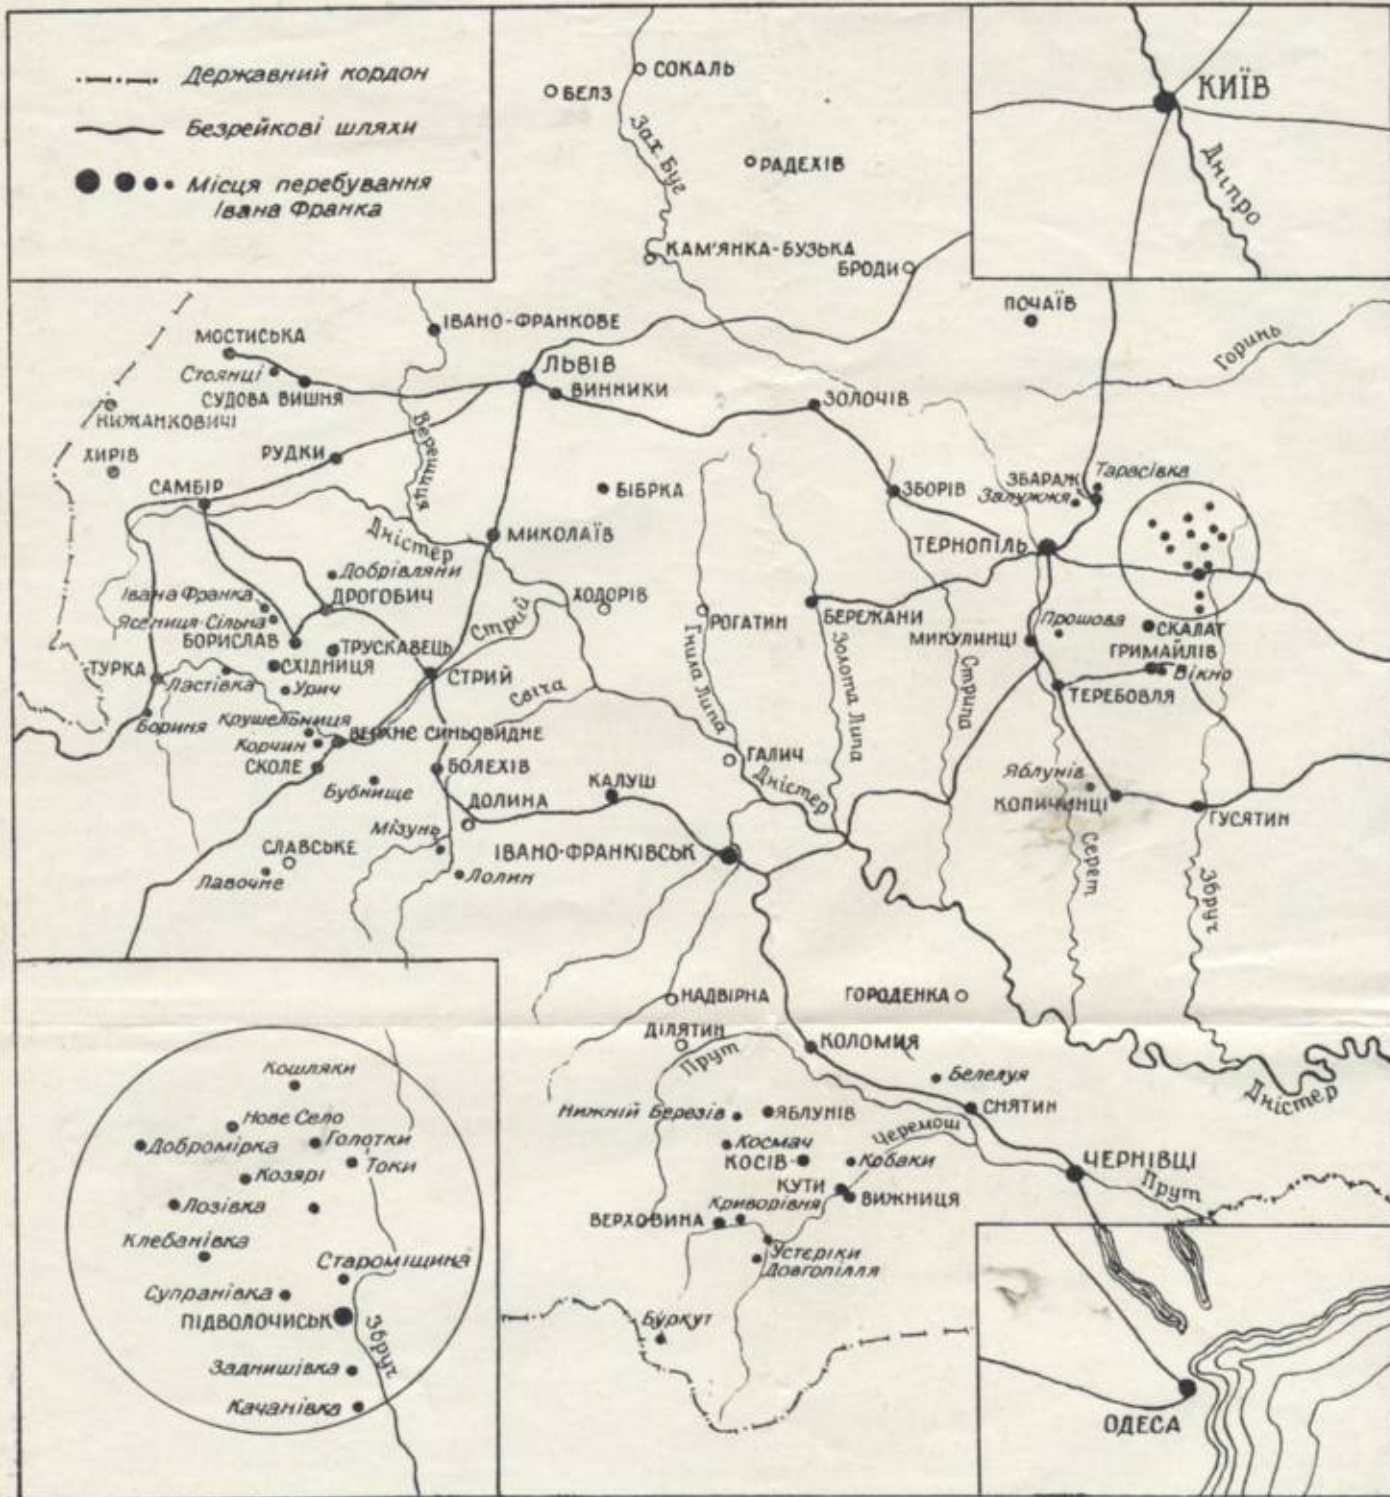 Державний кордон
Безрейкові шляхи
Місця перебування
Івана Франка
СОКАЛЬ
БЕЛЗ
Зах. Буг
РАДЕХІВ
КАМ'ЯНКА-БУЗЬКА
БРОДИ
КИЇВ
Дніпро
ПОЧАЇВ
Горинь
ІВАНО-ФРАНКОВЕ
МОСТИСЬКА
Стоянці
СУДОВА ВИШНЯ
ЛЬВІВ
ВИННИКИ
ЗОЛОЧІВ
НИЖАНКОВИЧІ
ХИРІВ
РУДКИ
Верещиця
САМБІР
БІБРКА
ЗБОРІВ
ЗБАРАЖ
Тарасівка
Залужжя
Дністер
МИКОЛАЇВ
ТЕРНОПІЛЬ
Добрівляни
Івана Франка
ДРОГОБИЧ
Ясениця-Сільна
БОРИСЛАВ
ТРУСКАВЕЦЬ
Стрий
ХОДОРІВ
РОГАТИН
БЕРЕЖАНИ
Прошова
МИКУЛИНЦІ
СКАЛАТ
ГРИМАЙЛІВ
Вікно
ТУРКА
СХІДНИЦЯ
Ластівка
Урич
СТРИЙ
Свіча
Гнила Липа
Золота Липа
Стрипа
ТЕРЕБОВЛЯ
Бориня
Крушельниця
ВЕРХНЄ СИНЬОВИДНЕ
Корчин
СКОЛЕ
Бубнище
БОЛЕХІВ
КАЛУШ
ГАЛИЧ
Дністер
Яблунів
КОПИЧИНЦІ
ГУСЯТИН
ДОЛИНА
Мізунь
СЛАВСЬКЕ
Лавочне
Лолин
ІВАНО-ФРАНКІВСЬК
Серет
Збруч
НАДВІРНА
ГОРОДЕНКА
ДІЛЯТИН
Прут
КОЛОМИЯ
Белелуя
СНЯТИН
Дністер
Нижній Березів
ЯБЛУНІВ
Космач
КОСІВ
Черемош
Кобаки
КУТИ
ВИЖНИЦЯ
ЧЕРНІВЦІ
Прут
Криворівня
ВЕРХОВИНА
Устеріки
Довгопілля
Буркут
Кошляки
Нове Село
Добромірка
Голотки
Токи
Козярі
Лозівка
Клебанівка
Староміщина
Супранівка
ПІДВОЛОЧИСЬК
Збруч
Заднишівка
Качанівка
ОДЕСА